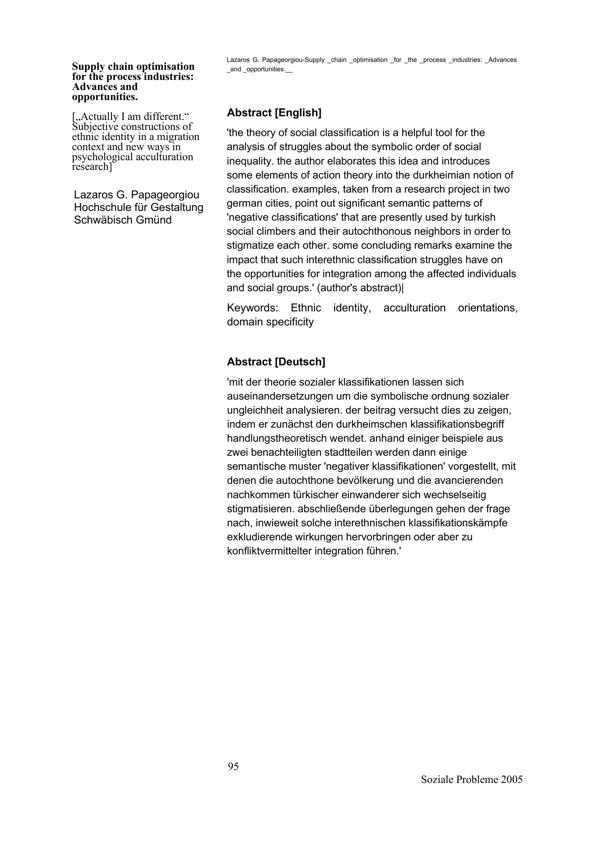 Supply chain optimisation
for the process industries:
Advances and
opportunities.
[„Actually I am different.“
Subjective constructions of
ethnic identity in a migration
context and new ways in
psychological acculturation
research]
Lazaros G. Papageorgiou
Hochschule für Gestaltung
Schwäbisch Gmünd
Lazaros G. Papageorgiou-Supply _chain _optimisation _for _the _process _industries: _Advances
_and _opportunities.__
Abstract [English]
'the theory of social classification is a helpful tool for the
analysis of struggles about the symbolic order of social
inequality. the author elaborates this idea and introduces
some elements of action theory into the durkheimian notion of
classification. examples, taken from a research project in two
german cities, point out significant semantic patterns of
'negative classifications' that are presently used by turkish
social climbers and their autochthonous neighbors in order to
stigmatize each other. some concluding remarks examine the
impact that such interethnic classification struggles have on
the opportunities for integration among the affected individuals
and social groups.' (author's abstract)|
Keywords: Ethnic identity, acculturation orientations,
domain specificity
Abstract [Deutsch]
'mit der theorie sozialer klassifikationen lassen sich
auseinandersetzungen um die symbolische ordnung sozialer
ungleichheit analysieren. der beitrag versucht dies zu zeigen,
indem er zunächst den durkheimschen klassifikationsbegriff
handlungstheoretisch wendet. anhand einiger beispiele aus
zwei benachteiligten stadtteilen werden dann einige
semantische muster 'negativer klassifikationen' vorgestellt, mit
denen die autochthone bevölkerung und die avancierenden
nachkommen türkischer einwanderer sich wechselseitig
stigmatisieren. abschließende überlegungen gehen der frage
nach, inwieweit solche interethnischen klassifikationskämpfe
exkludierende wirkungen hervorbringen oder aber zu
konfliktvermittelter integration führen.'
95
Soziale Probleme 2005